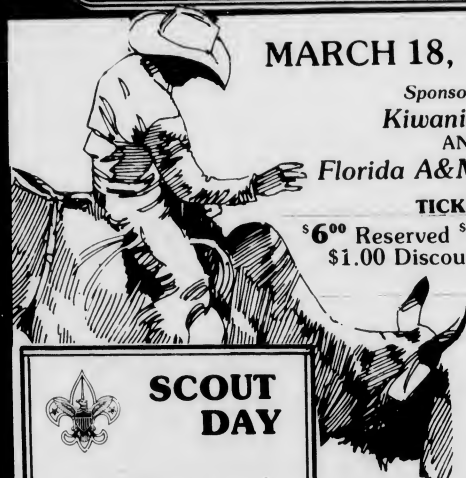 MARCH 18,
Sponso
Kiwani
AN
Florida A&M
TICK
$6.00 Reserved $
$1.00 Discou
SCOUT
DAY